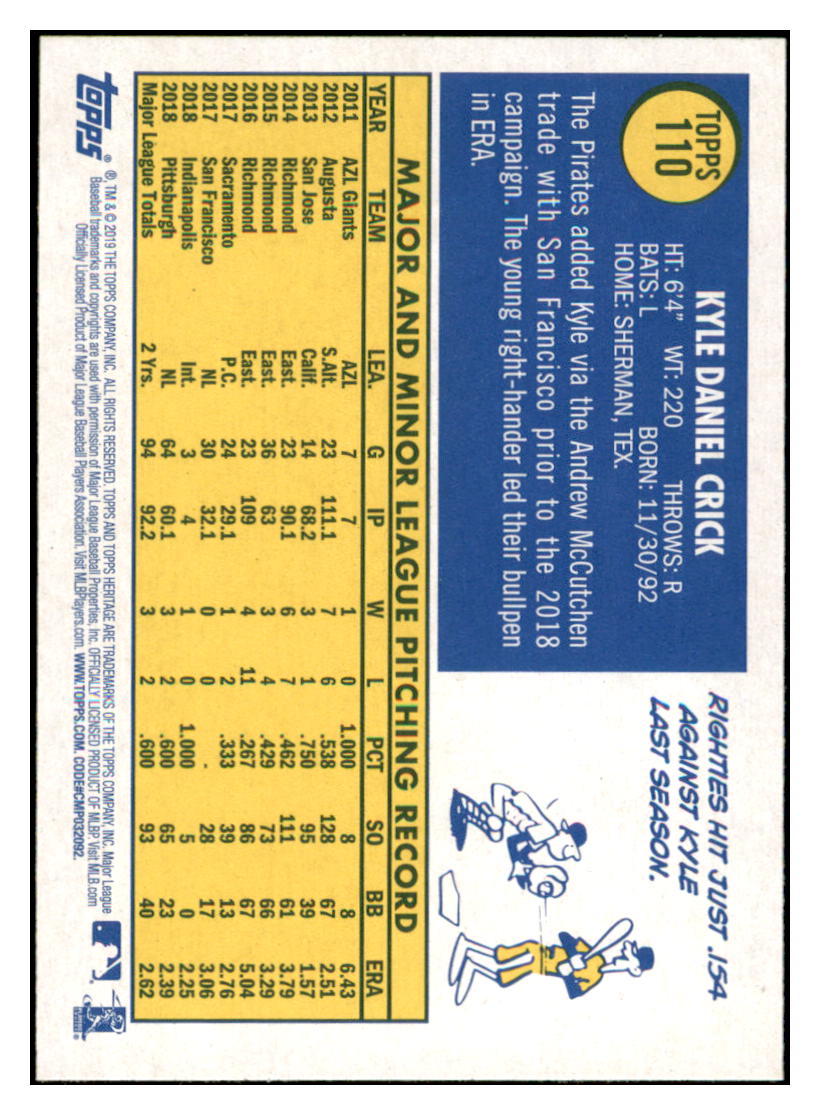 TOPPS
110
KYLE DANIEL CRICK
HT: 6'4" WT: 220 THROWS: R
BATS: L BORN: 11/30/92
HOME: SHERMAN, TEX.
The Pirates added Kyle via the Andrew McCutchen
trade with San Francisco prior to the 2018
campaign. The young right-hander led their bullpen
in ERA.
RIGHTIES HIT JUST .154
AGAINST KYLE
LAST SEASON.
MAJOR AND MINOR LEAGUE PITCHING RECORD
YEAR TEAM LEA. G IP W L PCT SO BB ERA
2011 AZL Giants AZL 7 7 1 0 1.000 8 8 6.43
2012 Augusta S.Alt. 23 111.1 7 6 .538 128 67 2.51
2013 San Jose Calif. 14 68.2 3 1 .750 95 39 1.57
2014 Richmond East. 23 90.1 6 7 .462 111 61 3.79
2015 Richmond East. 36 63 3 4 .429 73 66 3.29
2016 Richmond East. 23 109 4 11 .267 86 67 5.04
2017 Sacramento P.C. 24 29.1 1 2 .333 39 13 2.76
2017 San Francisco NL 30 32.1 0 0 - 28 17 3.06
2018 Indianapolis Int. 3 4 1 0 1.000 5 0 2.25
2018 Pittsburgh NL 64 60.1 3 2 .600 65 23 2.39
Major League Totals 2 Yrs. 94 92.2 3 2 .600 93 40 2.62
topps®
®, TM & © 2019 THE TOPPS COMPANY, INC. ALL RIGHTS RESERVED. TOPPS AND TOPPS HERITAGE ARE TRADEMARKS OF THE TOPPS COMPANY, INC. Major League
Baseball trademarks and copyrights are used with permission of Major League Baseball Properties, Inc. OFFICIALLY LICENSED PRODUCT OF MLBP. Visit MLB.com
Officially Licensed Product of Major League Baseball Players Association. Visit MLBPlayers.com. WWW.TOPPS.COM. CODE#CMP032092.